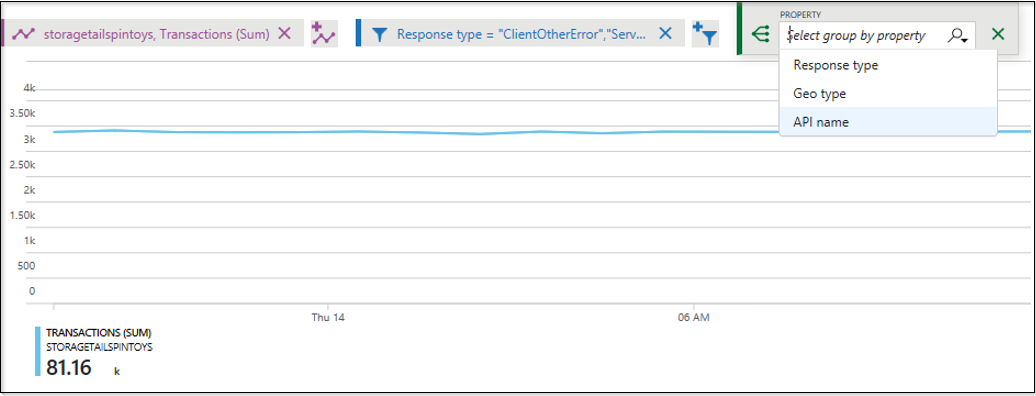 PROPERTY
storagetailspintoys, Transactions (Sum)
Response type = "ClientOtherError","Serv...
Select group by property
Response type
Geo type
API name
4k
3.50k
3k
2.50k
2k
1.50k
1k
500
0
Thu 14
06 AM
TRANSACTIONS (SUM)
STORAGETAILSPINTOYS
81.16 k